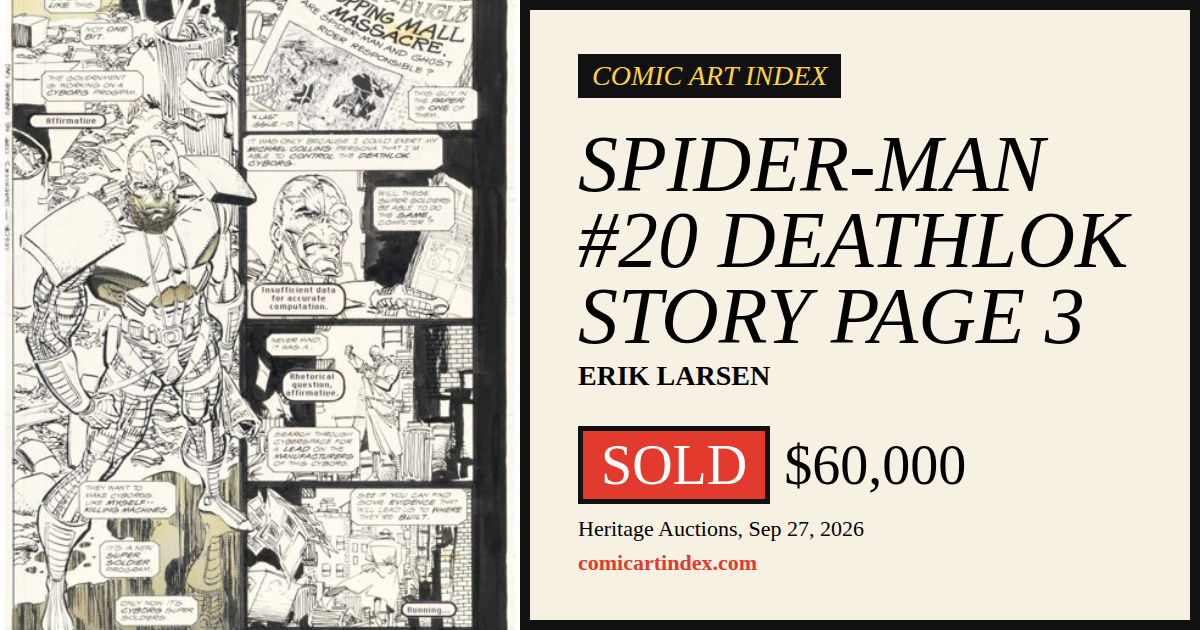 LIKE THIS.
NOT ONE
BIT.
THE GOVERNMENT
IS WORKING ON A
CYBORG PROGRAM.
Affirmative
THEY WANT TO
MAKE CYBORGS
LIKE MYSELF--
KILLING MACHINES.
IT'S A NEW
SUPER
SOLDIER
PROGRAM.
ONLY NOW IT'S
CYBORG SUPER
SOLDIERS.
BUGLE
MALL
MASSACRE.
ARE SPIDER-MAN AND GHOST
RIDER RESPONSIBLE?
* LAST
ISSUE.--D.
THIS GUY IN
THE PAPER
IS ONE OF
THEM.
IT WAS ONLY BECAUSE I COULD EXERT MY
MICHAEL COLLINS PERSONA THAT I'M
ABLE TO CONTROL THE DEATHLOK
CYBORG.
WILL THESE
SUPER SOLDIERS
BE ABLE TO DO
THE SAME,
COMPUTER?
Insufficient data
for accurate
computation.
NEVER MIND.
IT WAS A...
Rhetorical
question,
affirmative.
SEARCH THROUGH
CYBERSPACE FOR
A LEAD ON THE
MANUFACTURERS
OF THIS CYBORG.
SEE IF YOU CAN FIND
SOME EVIDENCE THAT
WILL LEAD US TO WHERE
THEY'RE BUILT.
Running...
COMIC ART INDEX
SPIDER-MAN
#20 DEATHLOK
STORY PAGE 3
ERIK LARSEN
SOLD $60,000
Heritage Auctions, Sep 27, 2026
comicartindex.com